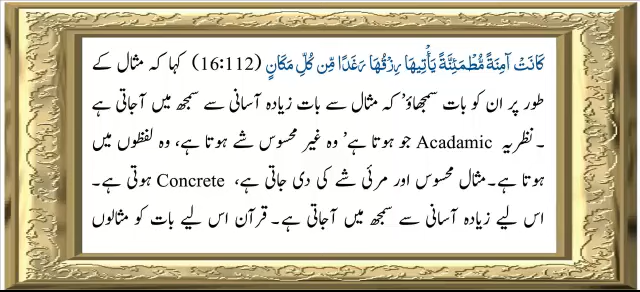 كَانَتْ آمِنَةً مُّطْمَئِنَّةً يَأْتِيهَا رِزْقُهَا رَغَدًا مِّن كُلِّ مَكَانٍ (16:112) کہا کہ مثال کے
طور پر ان کو بات سمجھاؤ’ کہ مثال سے بات زیادہ آسانی سے سمجھ میں آجاتی ہے
۔ نظریہ Acadamic جو ہوتا ہے’ وہ غیر محسوس شے ہوتا ہے، وہ لفظوں میں
ہوتا ہے۔ مثال محسوس اور مرئی شے کی دی جاتی ہے، Concrete ہوتی ہے۔
اس لیے زیادہ آسانی سے سمجھ میں آجاتی ہے۔ قرآن اس لیے بات کو مثالوں